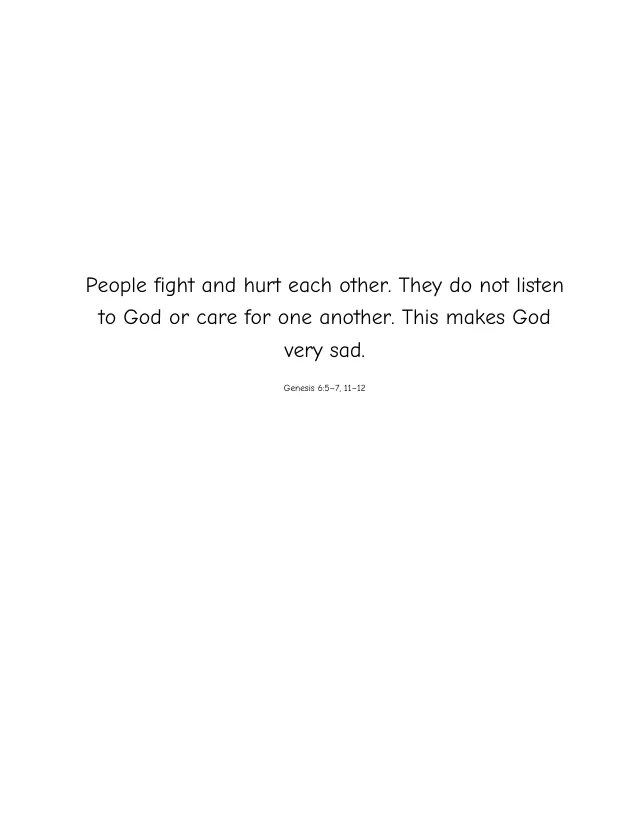 People fight and hurt each other. They do not listen
to God or care for one another. This makes God
very sad.
Genesis 6:5–7, 11–12